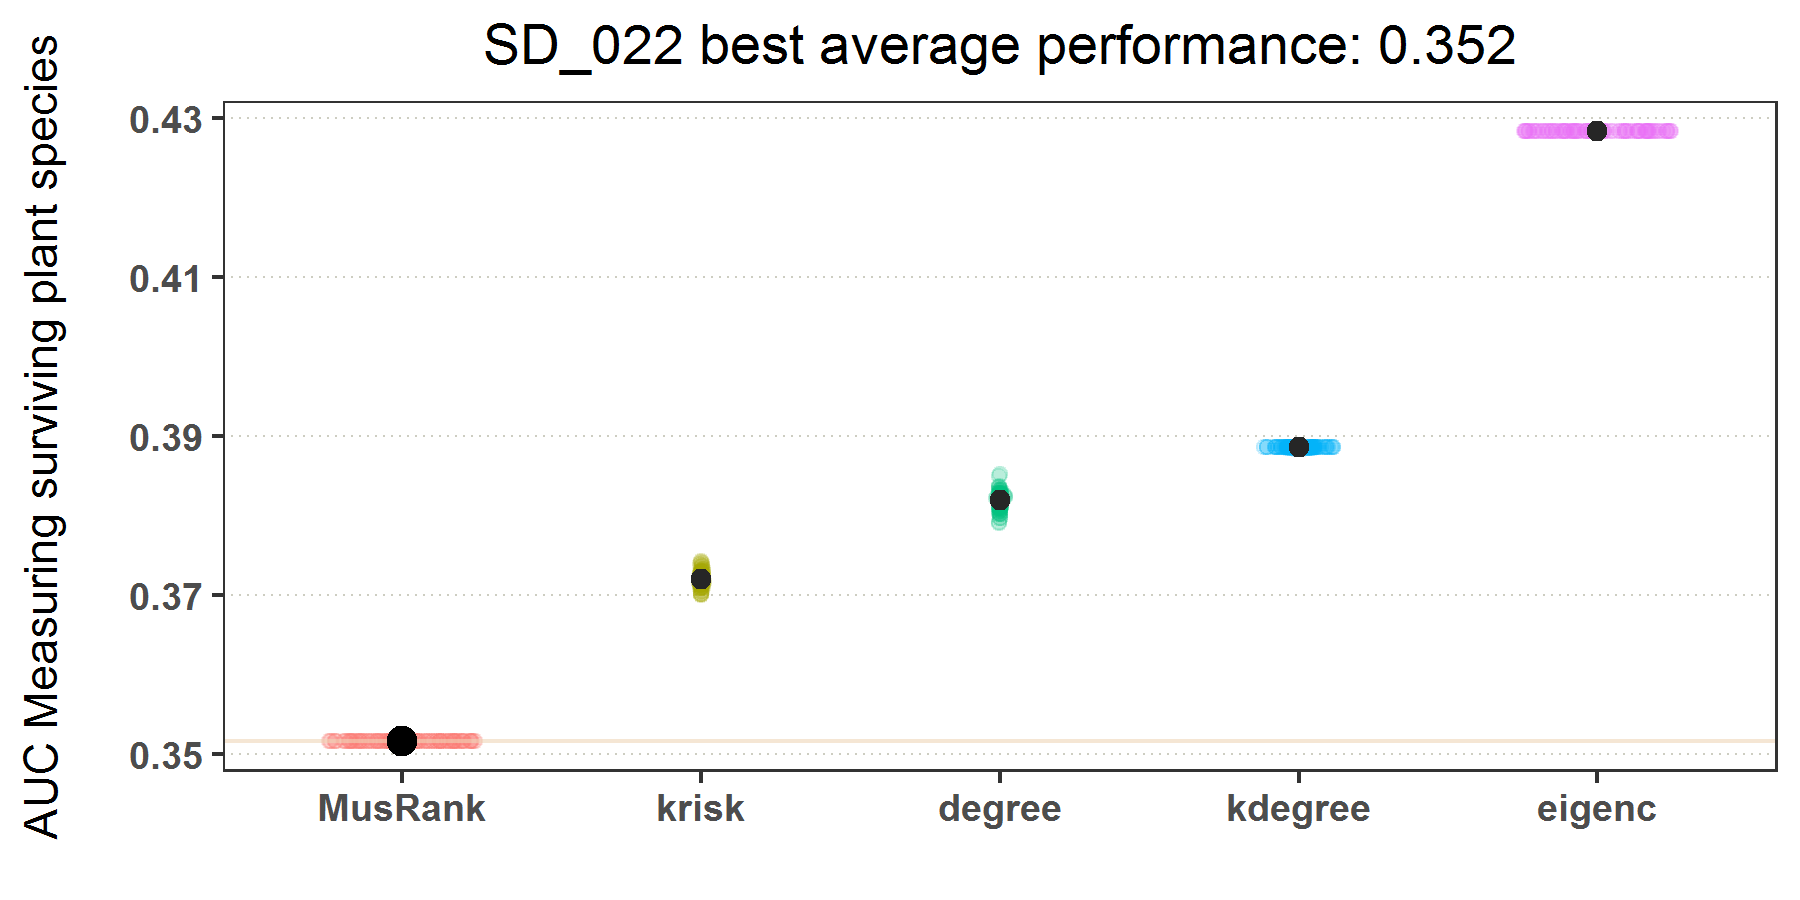 SD_022 best average performance: 0.352
AUC Measuring surviving plant species
0.43
0.41
0.39
0.37
0.35
MusRank krisk degree kdegree eigenc